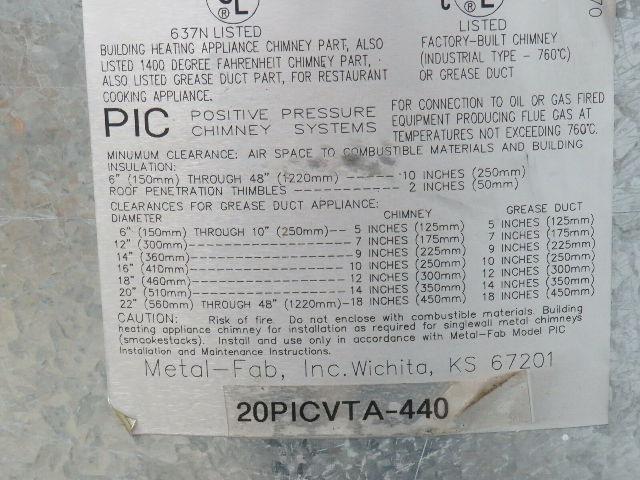 UL
®
637N LISTED
BUILDING HEATING APPLIANCE CHIMNEY PART, ALSO
LISTED 1400 DEGREE FAHRENHEIT CHIMNEY PART,
ALSO LISTED GREASE DUCT PART, FOR RESTAURANT
COOKING APPLIANCE.
®
LISTED
FACTORY-BUILT CHIMNEY
(INDUSTRIAL TYPE - 760°C)
OR GREASE DUCT
70
PIC POSITIVE PRESSURE
CHIMNEY SYSTEMS
FOR CONNECTION TO OIL OR GAS FIRED
EQUIPMENT PRODUCING FLUE GAS AT
TEMPERATURES NOT EXCEEDING 760°C.
MINUMUM CLEARANCE: AIR SPACE TO COMBUSTIBLE MATERIALS AND BUILDING
INSULATION:
6" (150mm) THROUGH 48" (1220mm) ------ 10 INCHES (250mm)
ROOF PENETRATION THIMBLES ----------- 2 INCHES (50mm)
CLEARANCES FOR GREASE DUCT APPLIANCE:
DIAMETER CHIMNEY GREASE DUCT
6" (150mm) THROUGH 10" (250mm)-- 5 INCHES (125mm) 5 INCHES (125mm)
12" (300mm)------------------- 7 INCHES (175mm) 7 INCHES (175mm)
14" (360mm)------------------- 9 INCHES (225mm) 9 INCHES (225mm)
16" (410mm)------------------- 10 INCHES (250mm) 10 INCHES (250mm)
18" (460mm)------------------- 12 INCHES (300mm) 12 INCHES (300mm)
20" (510mm)------------------- 14 INCHES (350mm) 14 INCHES (350mm)
22" (560mm) THROUGH 48" (1220mm)-18 INCHES (450mm) 18 INCHES (450mm)
CAUTION: Risk of fire. Do not enclose with combustible materials. Building
heating appliance chimney for installation as required for singlewall metal chimneys
(smookestacks). Install and use only in accordance with Metal-Fab Model PIC
Installation and Maintenance Instructions.
Metal-Fab, Inc. Wichita, KS 67201
20PICVTA-440